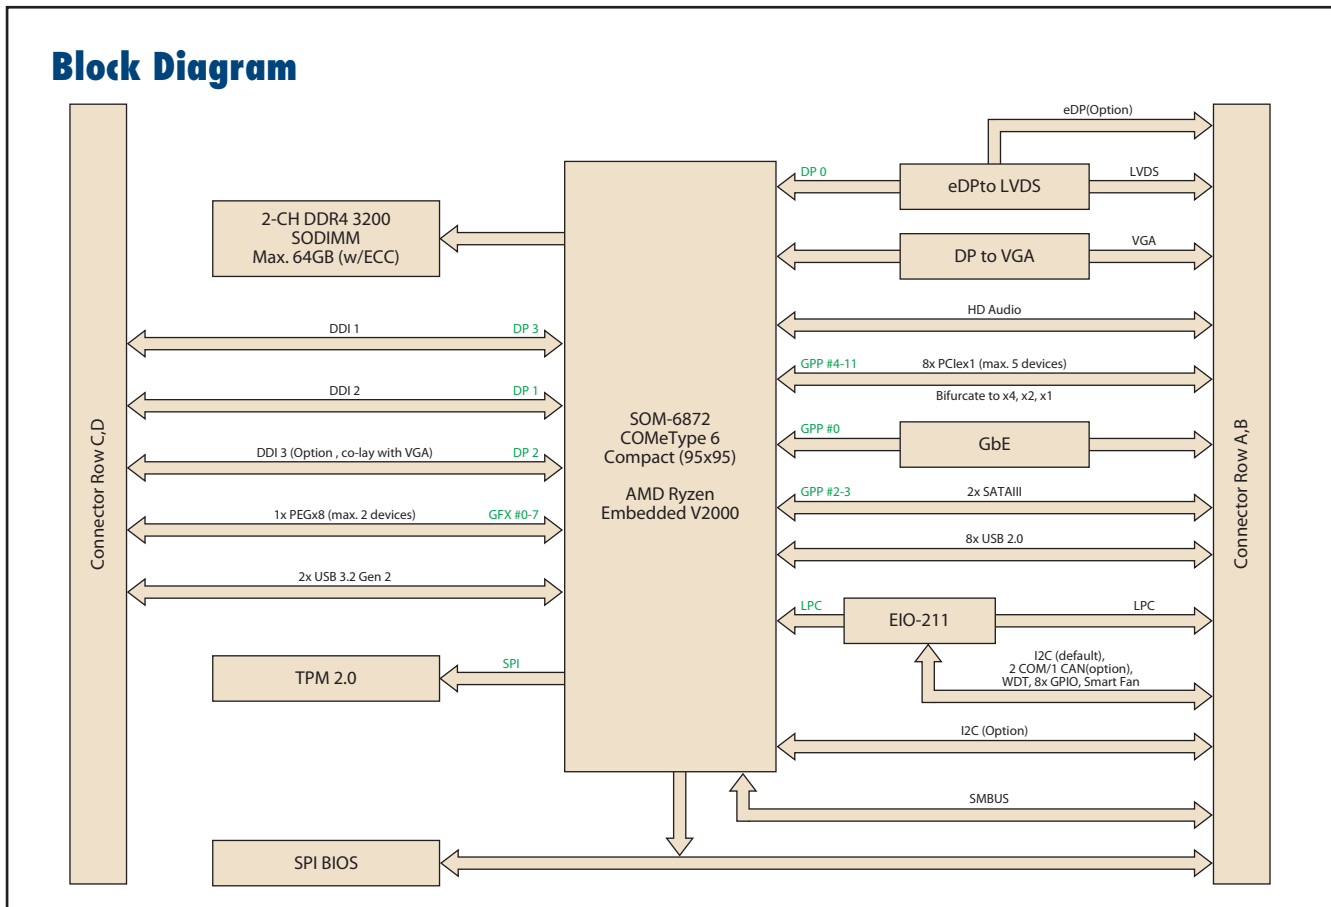 Block Diagram
Connector Row C,D
2-CH DDR4 3200
SODIMM
Max. 64GB (w/ECC)
DDI 1
DP 3
DDI 2
DP 1
DDI 3 (Option , co-lay with VGA)
DP 2
1x PEGx8 (max. 2 devices)
GFX #0-7
2x USB 3.2 Gen 2
TPM 2.0
SPI
SPI BIOS
SOM-6872
COMeType 6
Compact (95x95)
AMD Ryzen
Embedded V2000
eDP(Option)
DP 0
eDPto LVDS
LVDS
DP to VGA
VGA
HD Audio
GPP #4-11
8x PCIex1 (max. 5 devices)
Bifurcate to x4, x2, x1
GPP #0
GbE
GPP #2-3
2x SATAIII
8x USB 2.0
LPC
EIO-211
LPC
I2C (default),
2 COM/1 CAN(option),
WDT, 8x GPIO, Smart Fan
I2C (Option)
SMBUS
Connector Row A,B